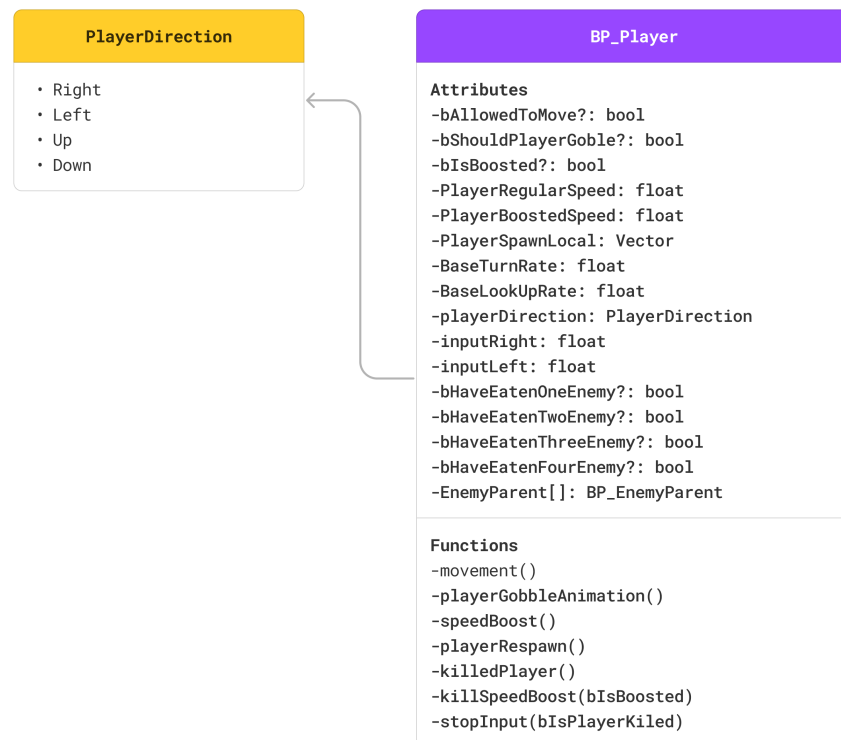 PlayerDirection
• Right
• Left
• Up
• Down
BP_Player
Attributes
-bAllowedToMove?: bool
-bShouldPlayerGoble?: bool
-bIsBoosted?: bool
-PlayerRegularSpeed: float
-PlayerBoostedSpeed: float
-PlayerSpawnLocal: Vector
-BaseTurnRate: float
-BaseLookUpRate: float
-playerDirection: PlayerDirection
-inputRight: float
-inputLeft: float
-bHaveEatenOneEnemy?: bool
-bHaveEatenTwoEnemy?: bool
-bHaveEatenThreeEnemy?: bool
-bHaveEatenFourEnemy?: bool
-EnemyParent[]: BP_EnemyParent
Functions
-movement()
-playerGobbleAnimation()
-speedBoost()
-playerRespawn()
-killedPlayer()
-killSpeedBoost(bIsBoosted)
-stopInput(bIsPlayerKiled)